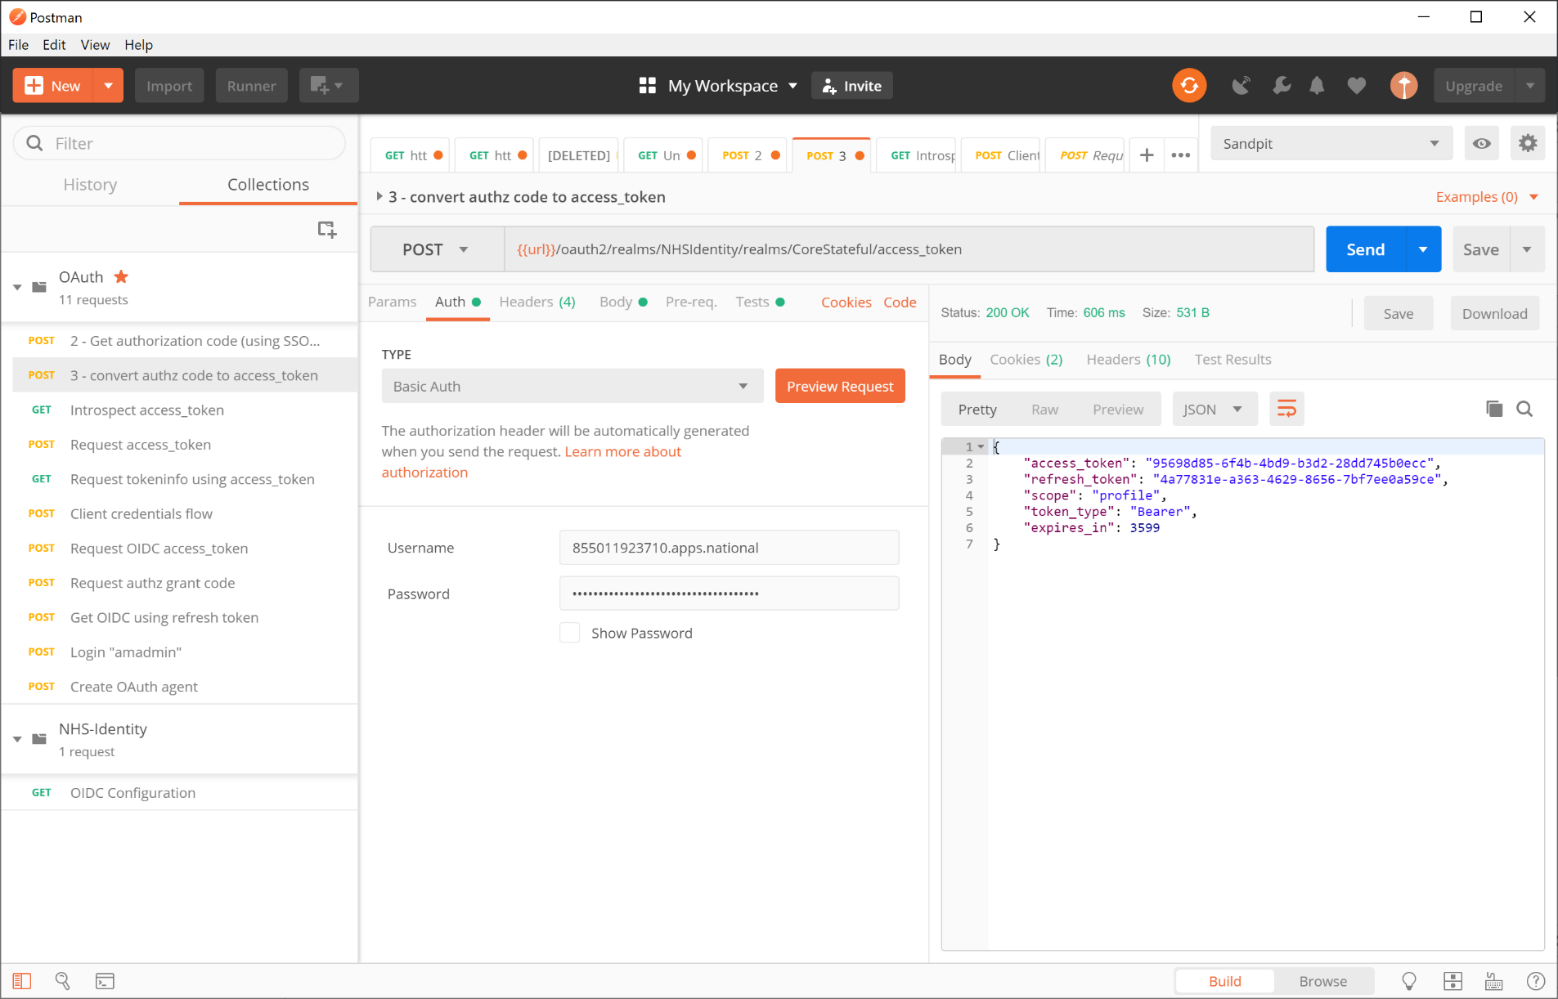 Postman
File Edit View Help
New Import Runner My Workspace Invite Upgrade
Filter
History Collections
OAuth
11 requests
POST 2 - Get authorization code (using SSO...
POST 3 - convert authz code to access_token
GET Introspect access_token
POST Request access_token
GET Request tokeninfo using access_token
POST Client credentials flow
POST Request OIDC access_token
POST Request authz grant code
POST Get OIDC using refresh token
POST Login "amadmin"
POST Create OAuth agent
NHS-Identity
1 request
GET OIDC Configuration
GET htt GET htt [DELETED] GET Un POST 2 POST 3 GET Introsp POST Client POST Requ
Sandpit
3 - convert authz code to access_token
Examples (0)
POST {{url}}/oauth2/realms/NHSIdentity/realms/CoreStateful/access_token Send Save
Params Auth Headers (4) Body Pre-req. Tests Cookies Code
TYPE
Basic Auth Preview Request
The authorization header will be automatically generated
when you send the request. Learn more about
authorization
Username 855011923710.apps.national
Password ••••••••••••••••••••••••••••••••••••
Show Password
Status: 200 OK Time: 606 ms Size: 531 B Save Download
Body Cookies (2) Headers (10) Test Results
Pretty Raw Preview JSON
1 {
2 "access_token": "95698d85-6f4b-4bd9-b3d2-28dd745b0ecc",
3 "refresh_token": "4a77831e-a363-4629-8656-7bf7ee0a59ce",
4 "scope": "profile",
5 "token_type": "Bearer",
6 "expires_in": 3599
7 }
Build Browse